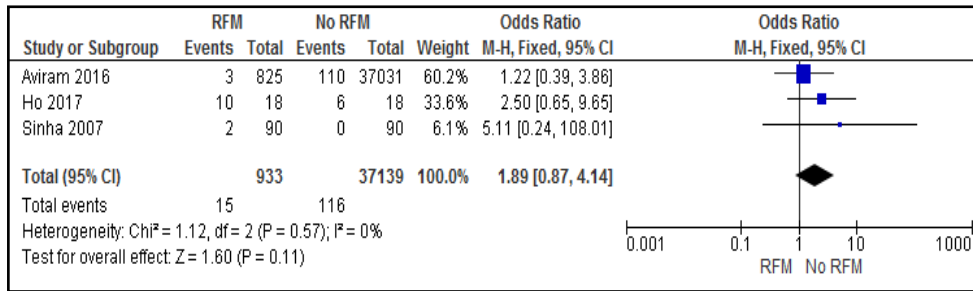 RFM No RFM Odds Ratio Odds Ratio
Study or Subgroup Events Total Events Total Weight M-H, Fixed, 95% CI M-H, Fixed, 95% CI
Aviram 2016 3 825 110 37031 60.2% 1.22 [0.39, 3.86]
Ho 2017 10 18 6 18 33.6% 2.50 [0.65, 9.65]
Sinha 2007 2 90 0 90 6.1% 5.11 [0.24, 108.01]
Total (95% CI) 933 37139 100.0% 1.89 [0.87, 4.14]
Total events 15 116
Heterogeneity: Chi² = 1.12, df = 2 (P = 0.57); I² = 0%
Test for overall effect: Z = 1.60 (P = 0.11)
0.001 0.1 1 10 1000
RFM No RFM